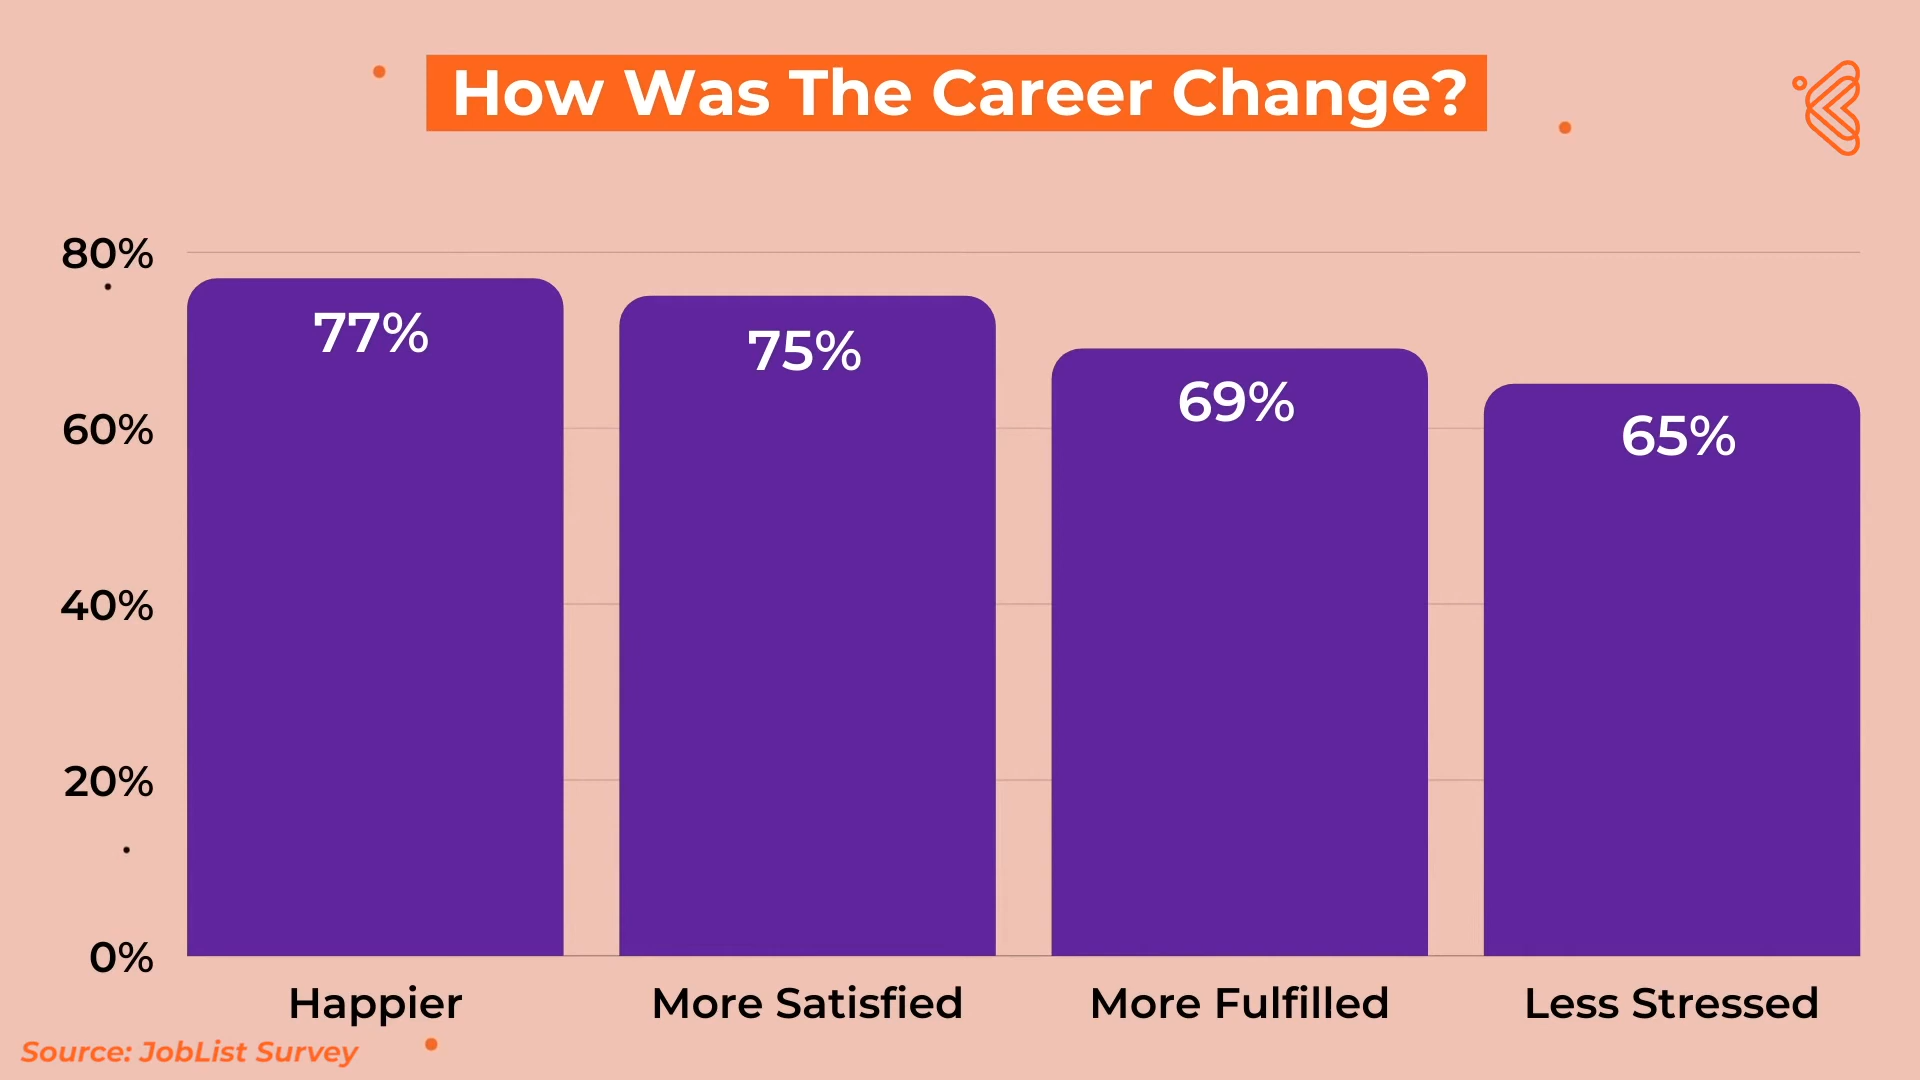 How Was The Career Change?
80%
77%
75%
69%
65%
60%
40%
20%
0%
Happier
More Satisfied
More Fulfilled
Less Stressed
Source: JobList Survey